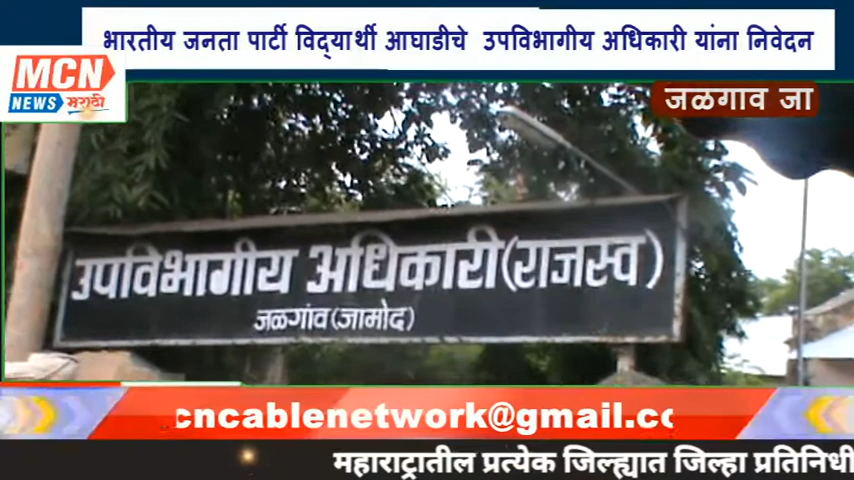 भारतीय जनता पार्टी विद्यार्थी आघाडीचे उपविभागीय अधिकारी यांना निवेदन
MCN
NEWS मराठी
जळगाव जा
उपविभागीय अधिकारी(राजस्व)
जळगांव(जामोद)
cncablenetwork@gmail.cc
महाराट्रातील प्रत्येक जिल्ह्यात जिल्हा प्रतिनिधी